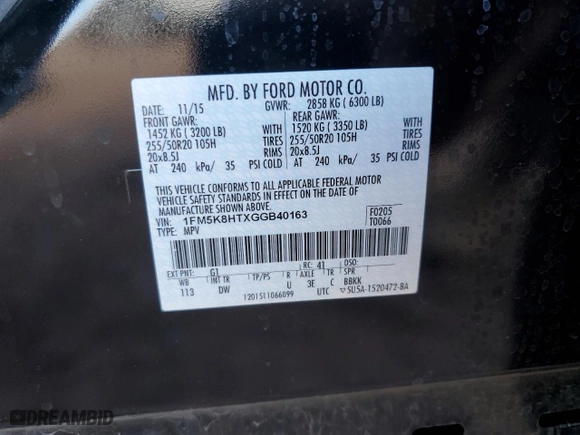 MFD. BY FORD MOTOR CO.
DATE: 11/15 GVWR: 2858 KG ( 6300 LB)
FRONT GAWR: REAR GAWR:
1452 KG ( 3200 LB) WITH 1520 KG ( 3350 LB) WITH
255/50R20 105H TIRES 255/50R20 105H TIRES
20x8.5J RIMS 20x8.5J RIMS
AT 240 kPa/ 35 PSI COLD AT 240 kPa/ 35 PSI COLD
THIS VEHICLE CONFORMS TO ALL APPLICABLE FEDERAL MOTOR
VEHICLE SAFETY STANDARDS IN EFFECT ON THE DATE OF
MANUFACTURE SHOWN ABOVE.
VIN: 1FM5K8HTXGGB40163 F0205
TYPE: MPV T0066
EXT PNT: G1 RC: 41 DSO:
WB INT TR TP/PS R AXLE TR SPR
113 DW U 3E C BBKK
1201511066099 UTC ▽5U5A-1520472-BA
DREAMBID